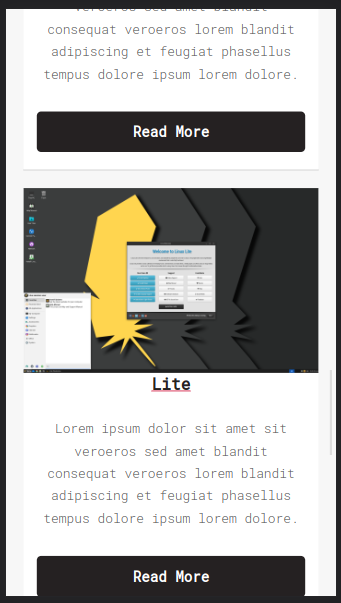 veroeros sed amet blandit
consequat veroeros lorem blandit
adipiscing et feugiat phasellus
tempus dolore ipsum lorem dolore.
Read More
Welcome to Linux Lite
Lite
Lorem ipsum dolor sit amet sit
veroeros sed amet blandit
consequat veroeros lorem blandit
adipiscing et feugiat phasellus
tempus dolore ipsum lorem dolore.
Read More